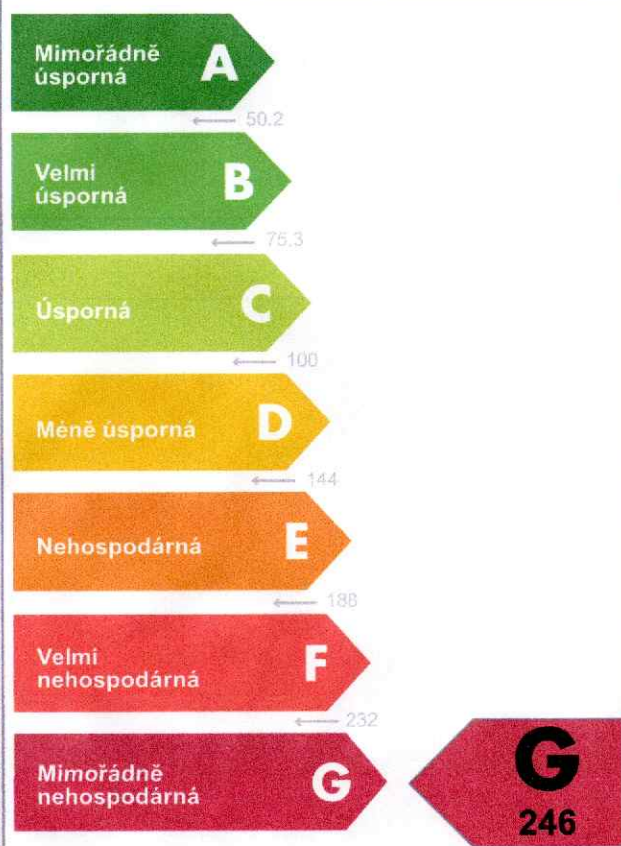 Mimořádně
úsporná
A
50.2
Velmi
úsporná
B
75.3
Úsporná
C
100
Méně úsporná
D
144
Nehospodárná
E
188
Velmi
nehospodárná
F
232
Mimořádně
nehospodárná
G
G
246